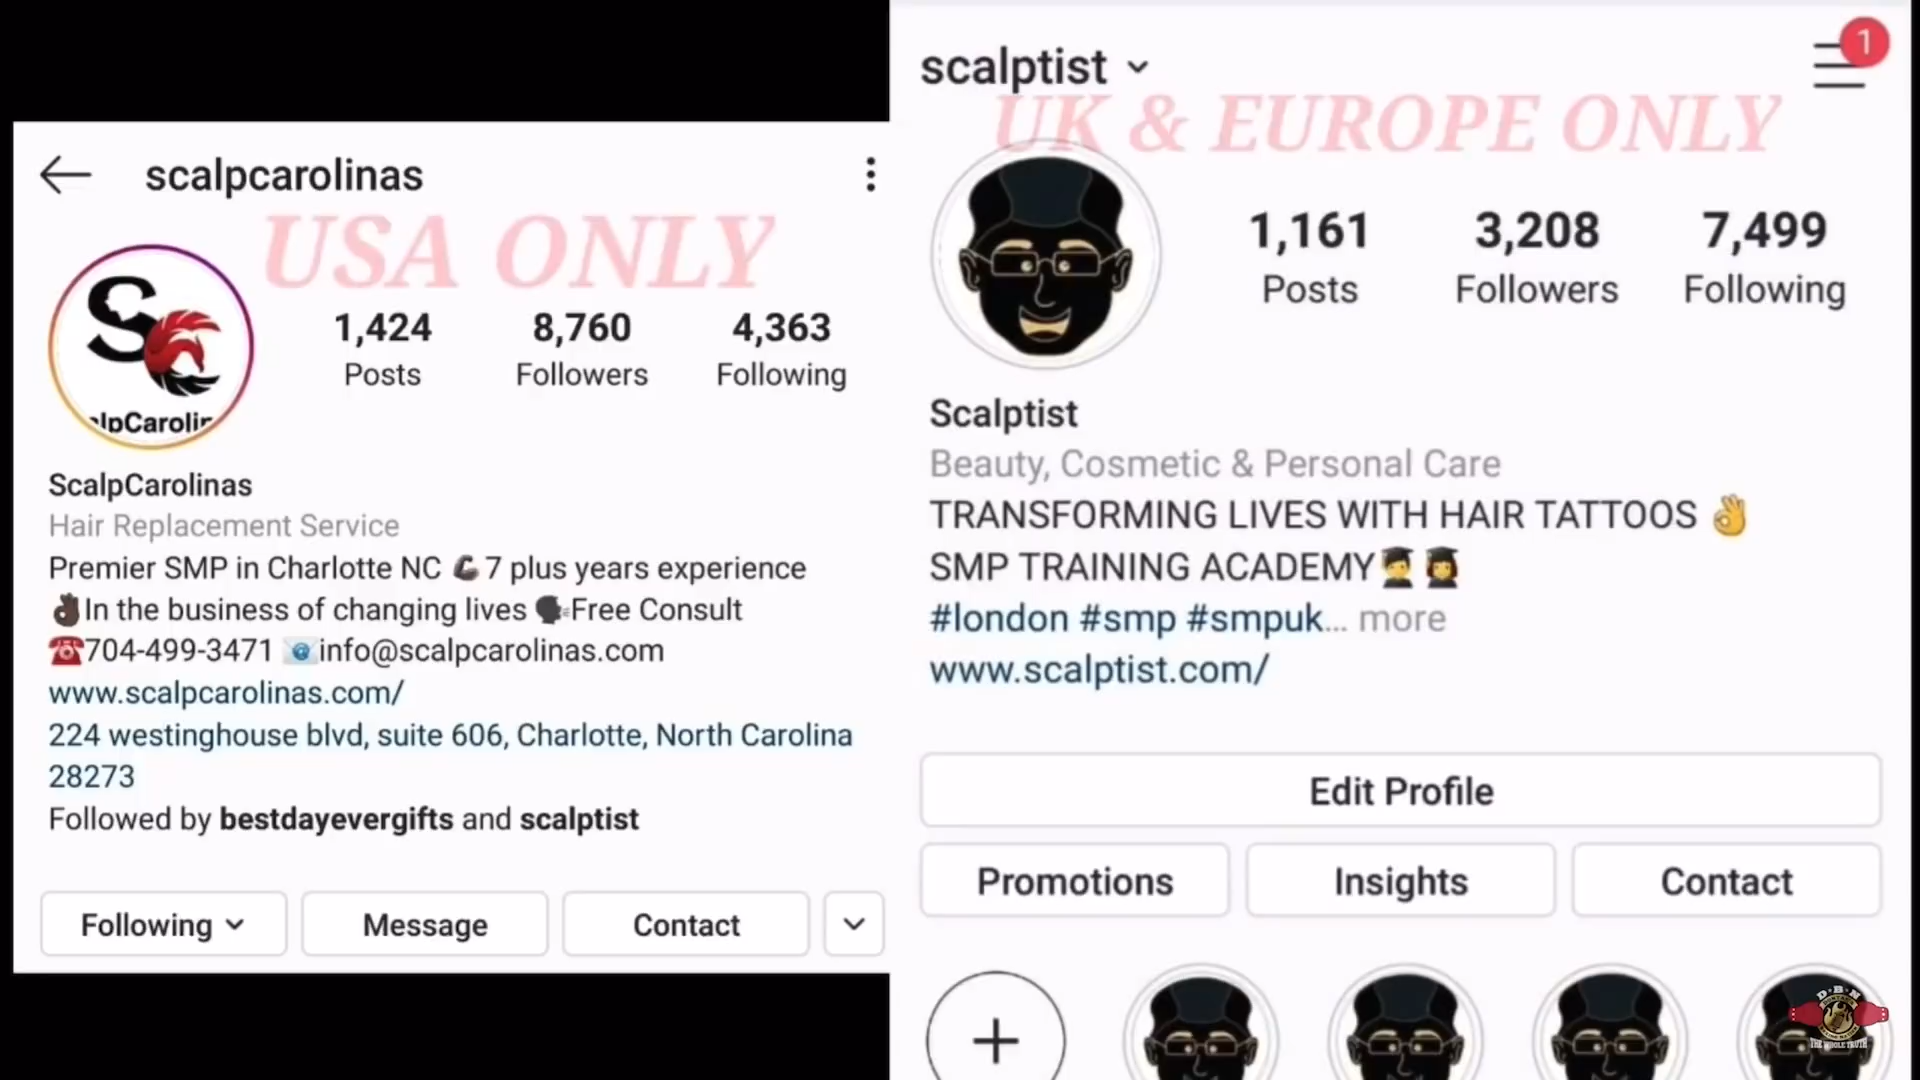 scalpcarolinas
USA ONLY
lpCarolin
1,424 8,760 4,363
Posts Followers Following
ScalpCarolinas
Hair Replacement Service
Premier SMP in Charlotte NC 💪🏿7 plus years experience
👌🏿In the business of changing lives 🗣Free Consult
☎️704-499-3471 📧info@scalpcarolinas.com
www.scalpcarolinas.com/
224 westinghouse blvd, suite 606, Charlotte, North Carolina
28273
Followed by bestdayevergifts and scalptist
Following Message Contact
scalptist
1
UK & EUROPE ONLY
1,161 3,208 7,499
Posts Followers Following
Scalptist
Beauty, Cosmetic & Personal Care
TRANSFORMING LIVES WITH HAIR TATTOOS 👌
SMP TRAINING ACADEMY👨‍🎓👩‍🎓
#london #smp #smpuk... more
www.scalptist.com/
Edit Profile
Promotions Insights Contact
D·B·N
THE WHOLE TRUTH